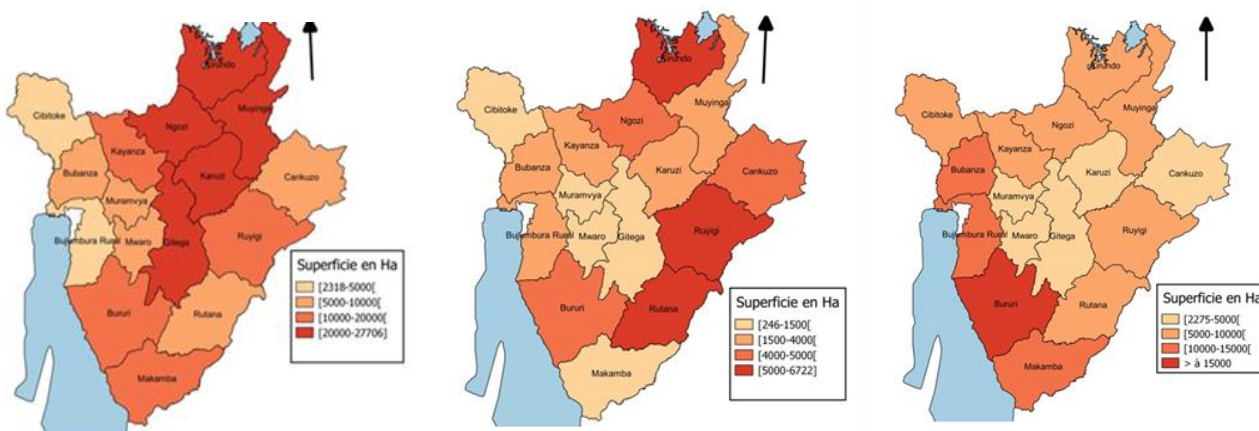 Kirundo
Cibitoke
Ngozi
Muyinga
Kayanza
Bubanza
Karuzi
Cankuzo
Muramvya
Bujumbura Rural
Mwaro
Gitega
Ruyigi
Bururi
Rutana
Makamba
Superficie en Ha
[2318-5000[
[5000-10000[
[10000-20000[
[20000-27706]
Kirundo
Cibitoke
Ngozi
Muyinga
Kayanza
Bubanza
Karuzi
Cankuzo
Muramvya
Bujumbura Rural
Mwaro
Gitega
Ruyigi
Bururi
Rutana
Makamba
Superficie en Ha
[246-1500[
[1500-4000[
[4000-5000[
[5000-6722]
Kirundo
Cibitoke
Ngozi
Muyinga
Kayanza
Bubanza
Karuzi
Cankuzo
Muramvya
Bujumbura Rural
Mwaro
Gitega
Ruyigi
Bururi
Rutana
Makamba
Superficie en Ha
[2275-5000[
[5000-10000[
[10000-15000[
> à 15000